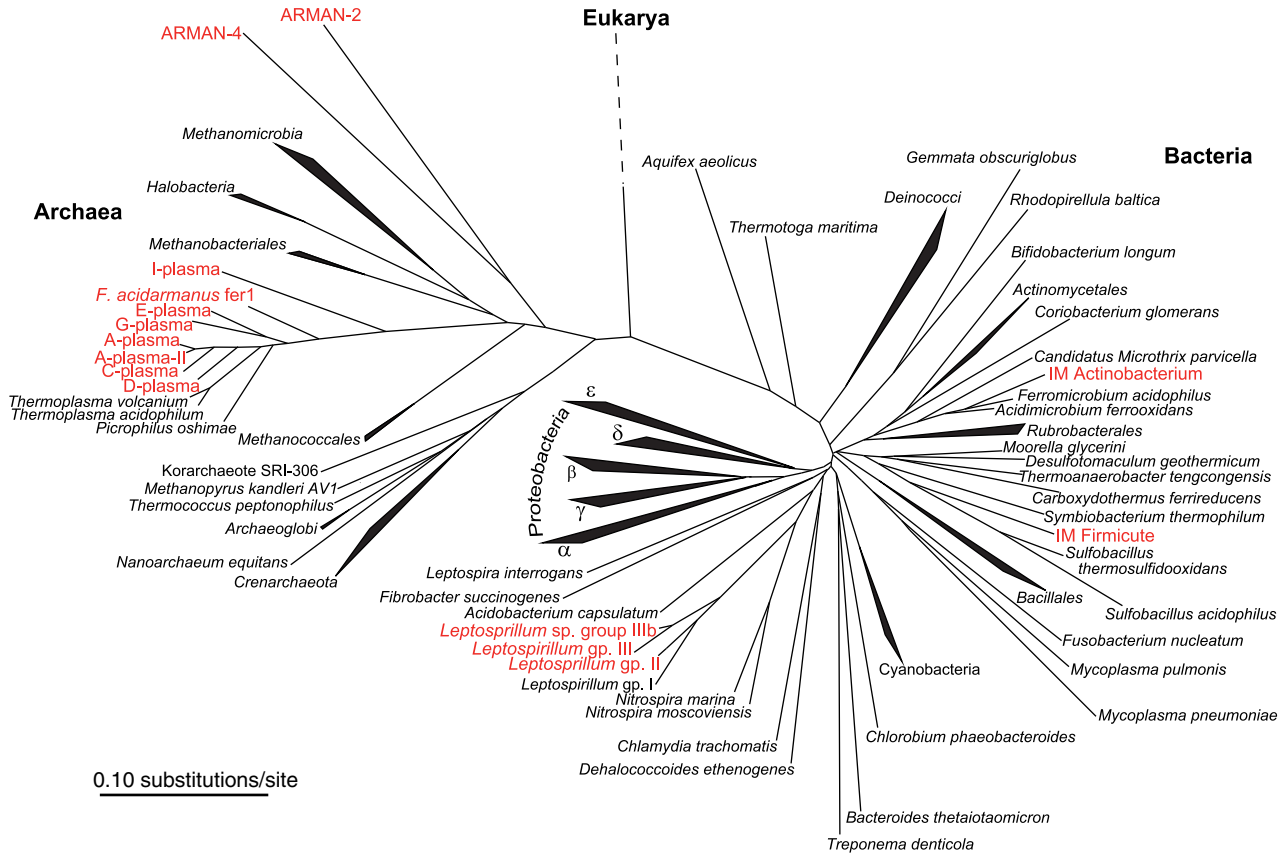 ARMAN-2
ARMAN-4
Eukarya
Methanomicrobia
Halobacteria
Archaea
Methanobacteriales
I-plasma
F. acidarmanus fer1
E-plasma
G-plasma
A-plasma
A-plasma-II
C-plasma
D-plasma
Thermoplasma volcanium
Thermoplasma acidophilum
Picrophilus oshimae
Methanococcales
Korarchaeote SRI-306
Methanopyrus kandleri AV1
Thermococcus peptonophilus
Archaeoglobi
Nanoarchaeum equitans
Crenarchaeota
Aquifex aeolicus
Thermotoga maritima
Gemmata obscuriglobus
Bacteria
Deinococci
Rhodopirellula baltica
Bifidobacterium longum
Actinomycetales
Coriobacterium glomerans
Candidatus Microthrix parvicella
IM Actinobacterium
Ferromicrobium acidophilus
Acidimicrobium ferrooxidans
Rubrobacterales
Moorella glycerini
Desulfotomaculum geothermicum
Thermoanaerobacter tengcongensis
Carboxydothermus ferrireducens
Symbiobacterium thermophilum
IM Firmicute
Sulfobacillus
thermosulfidooxidans
Bacillales
Sulfobacillus acidophilus
Fusobacterium nucleatum
Mycoplasma pulmonis
Mycoplasma pneumoniae
Proteobacteria
ε
δ
β
γ
α
Leptospira interrogans
Fibrobacter succinogenes
Acidobacterium capsulatum
Leptosprillum sp. group IIIb
Leptospirillum gp. III
Leptosprillum gp. II
Leptospirillum gp. I
Nitrospira marina
Nitrospira moscoviensis
Chlamydia trachomatis
Dehalococcoides ethenogenes
Cyanobacteria
Chlorobium phaeobacteroides
Bacteroides thetaiotaomicron
Treponema denticola
0.10 substitutions/site